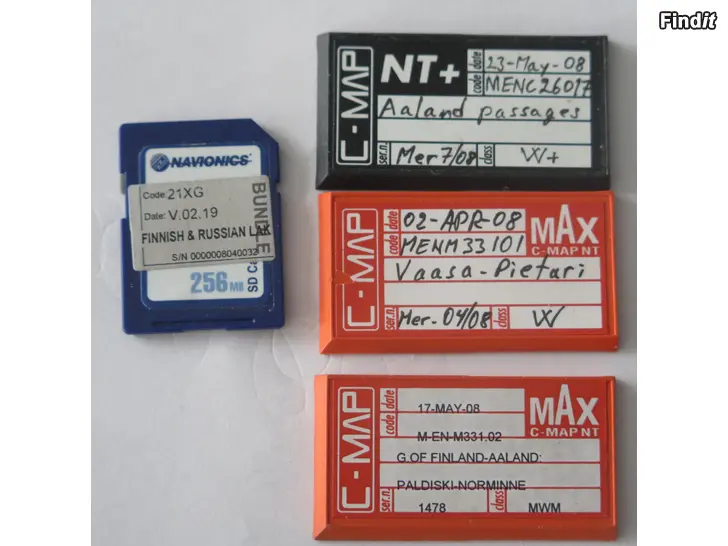 Findit
NAVIONICS
Code: 21XG
Date: V.02.19
FINNISH & RUSSIAN LAK
S/N 0000008040032
BUNDLE
256 MB
SD Ca
C-MAP
NT+
date
23-May-08
code
MENC26017
Aaland passages
ser.n.
Mer 7/08
class
W+
C-MAP
date
02-APR-08
code
MENM33101
MAX
C-MAP NT
Vaasa-Pietari
ser.n.
Mer-04/08
class
W
C-MAP
date
17-MAY-08
code
M-EN-M331.02
MAX
C-MAP NT
G.OF FINLAND-AALAND:
PALDISKI-NORMINNE
ser.n.
1478
class
MWM